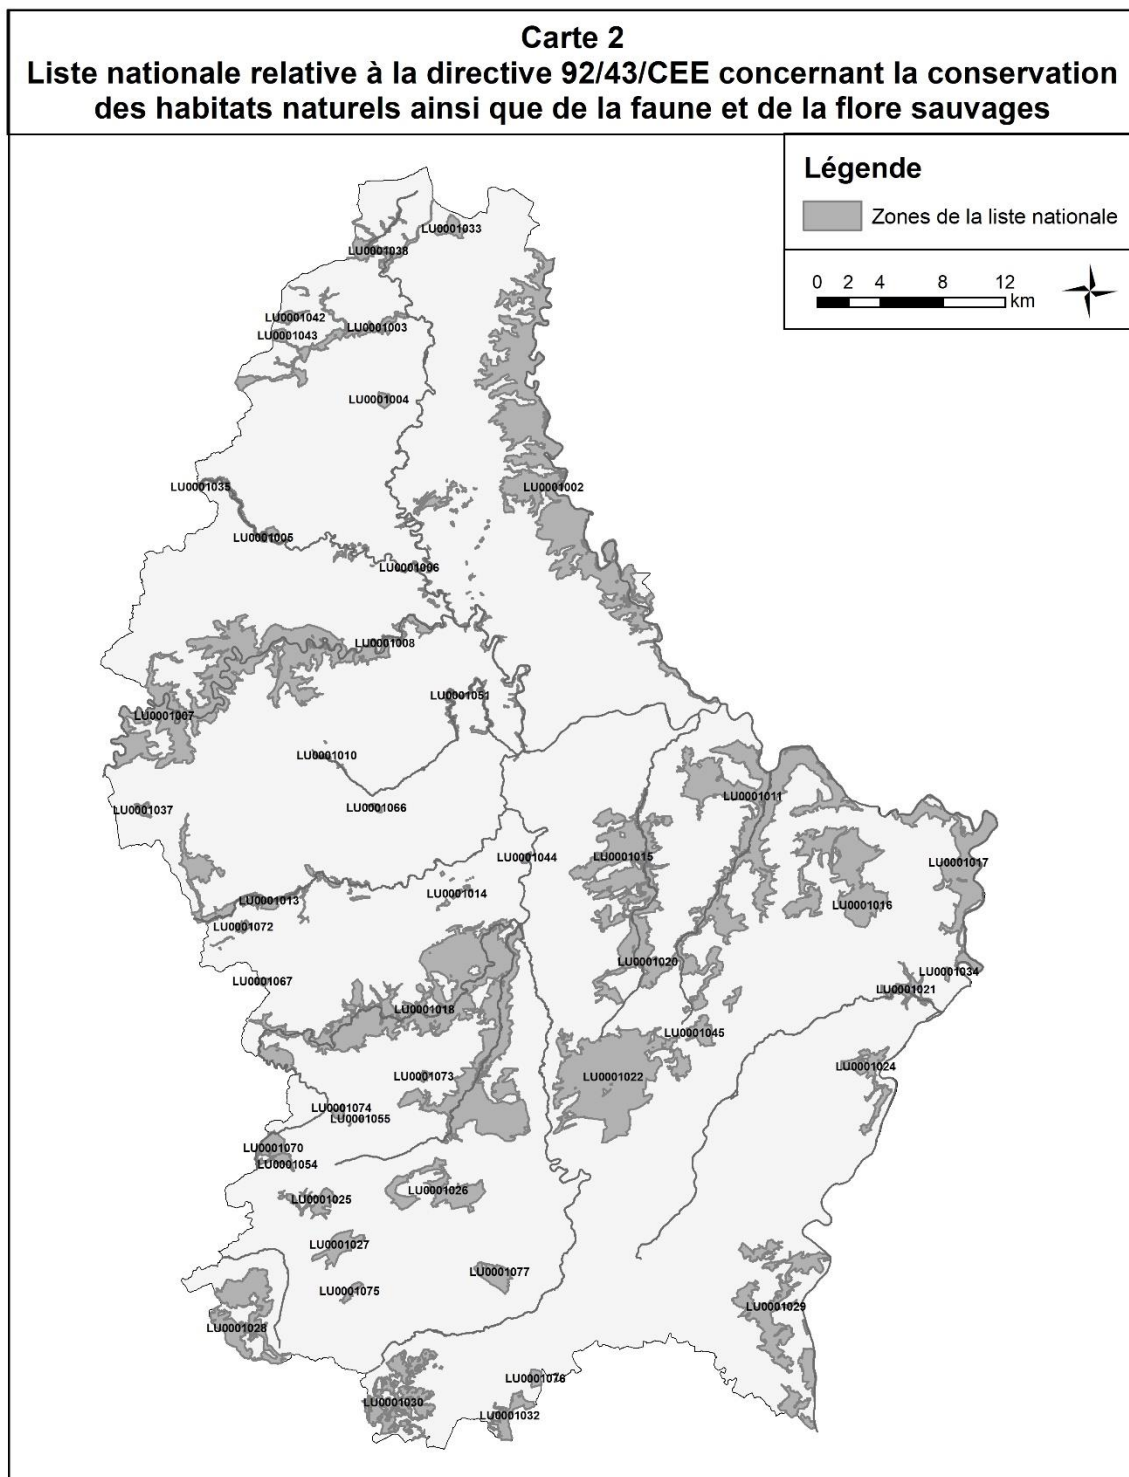 Carte 2
Liste nationale relative à la directive 92/43/CEE concernant la conservation
des habitats naturels ainsi que de la faune et de la flore sauvages
Légende
Zones de la liste nationale
0 2 4 8 12
km
LU0001033
LU0001038
LU0001042
LU0001003
LU0001043
LU0001004
LU0001035
LU0001002
LU0001005
LU0001006
LU0001008
LU0001051
LU0001007
LU0001010
LU0001011
LU0001037
LU0001066
LU0001044
LU0001015
LU0001017
LU0001014
LU0001013
LU0001016
LU0001072
LU0001020
LU0001034
LU0001067
LU0001021
LU0001018
LU0001045
LU0001024
LU0001073
LU0001022
LU0001074
LU0001055
LU0001070
LU0001054
LU0001026
LU0001025
LU0001027
LU0001077
LU0001075
LU0001029
LU0001028
LU0001076
LU0001030
LU0001032